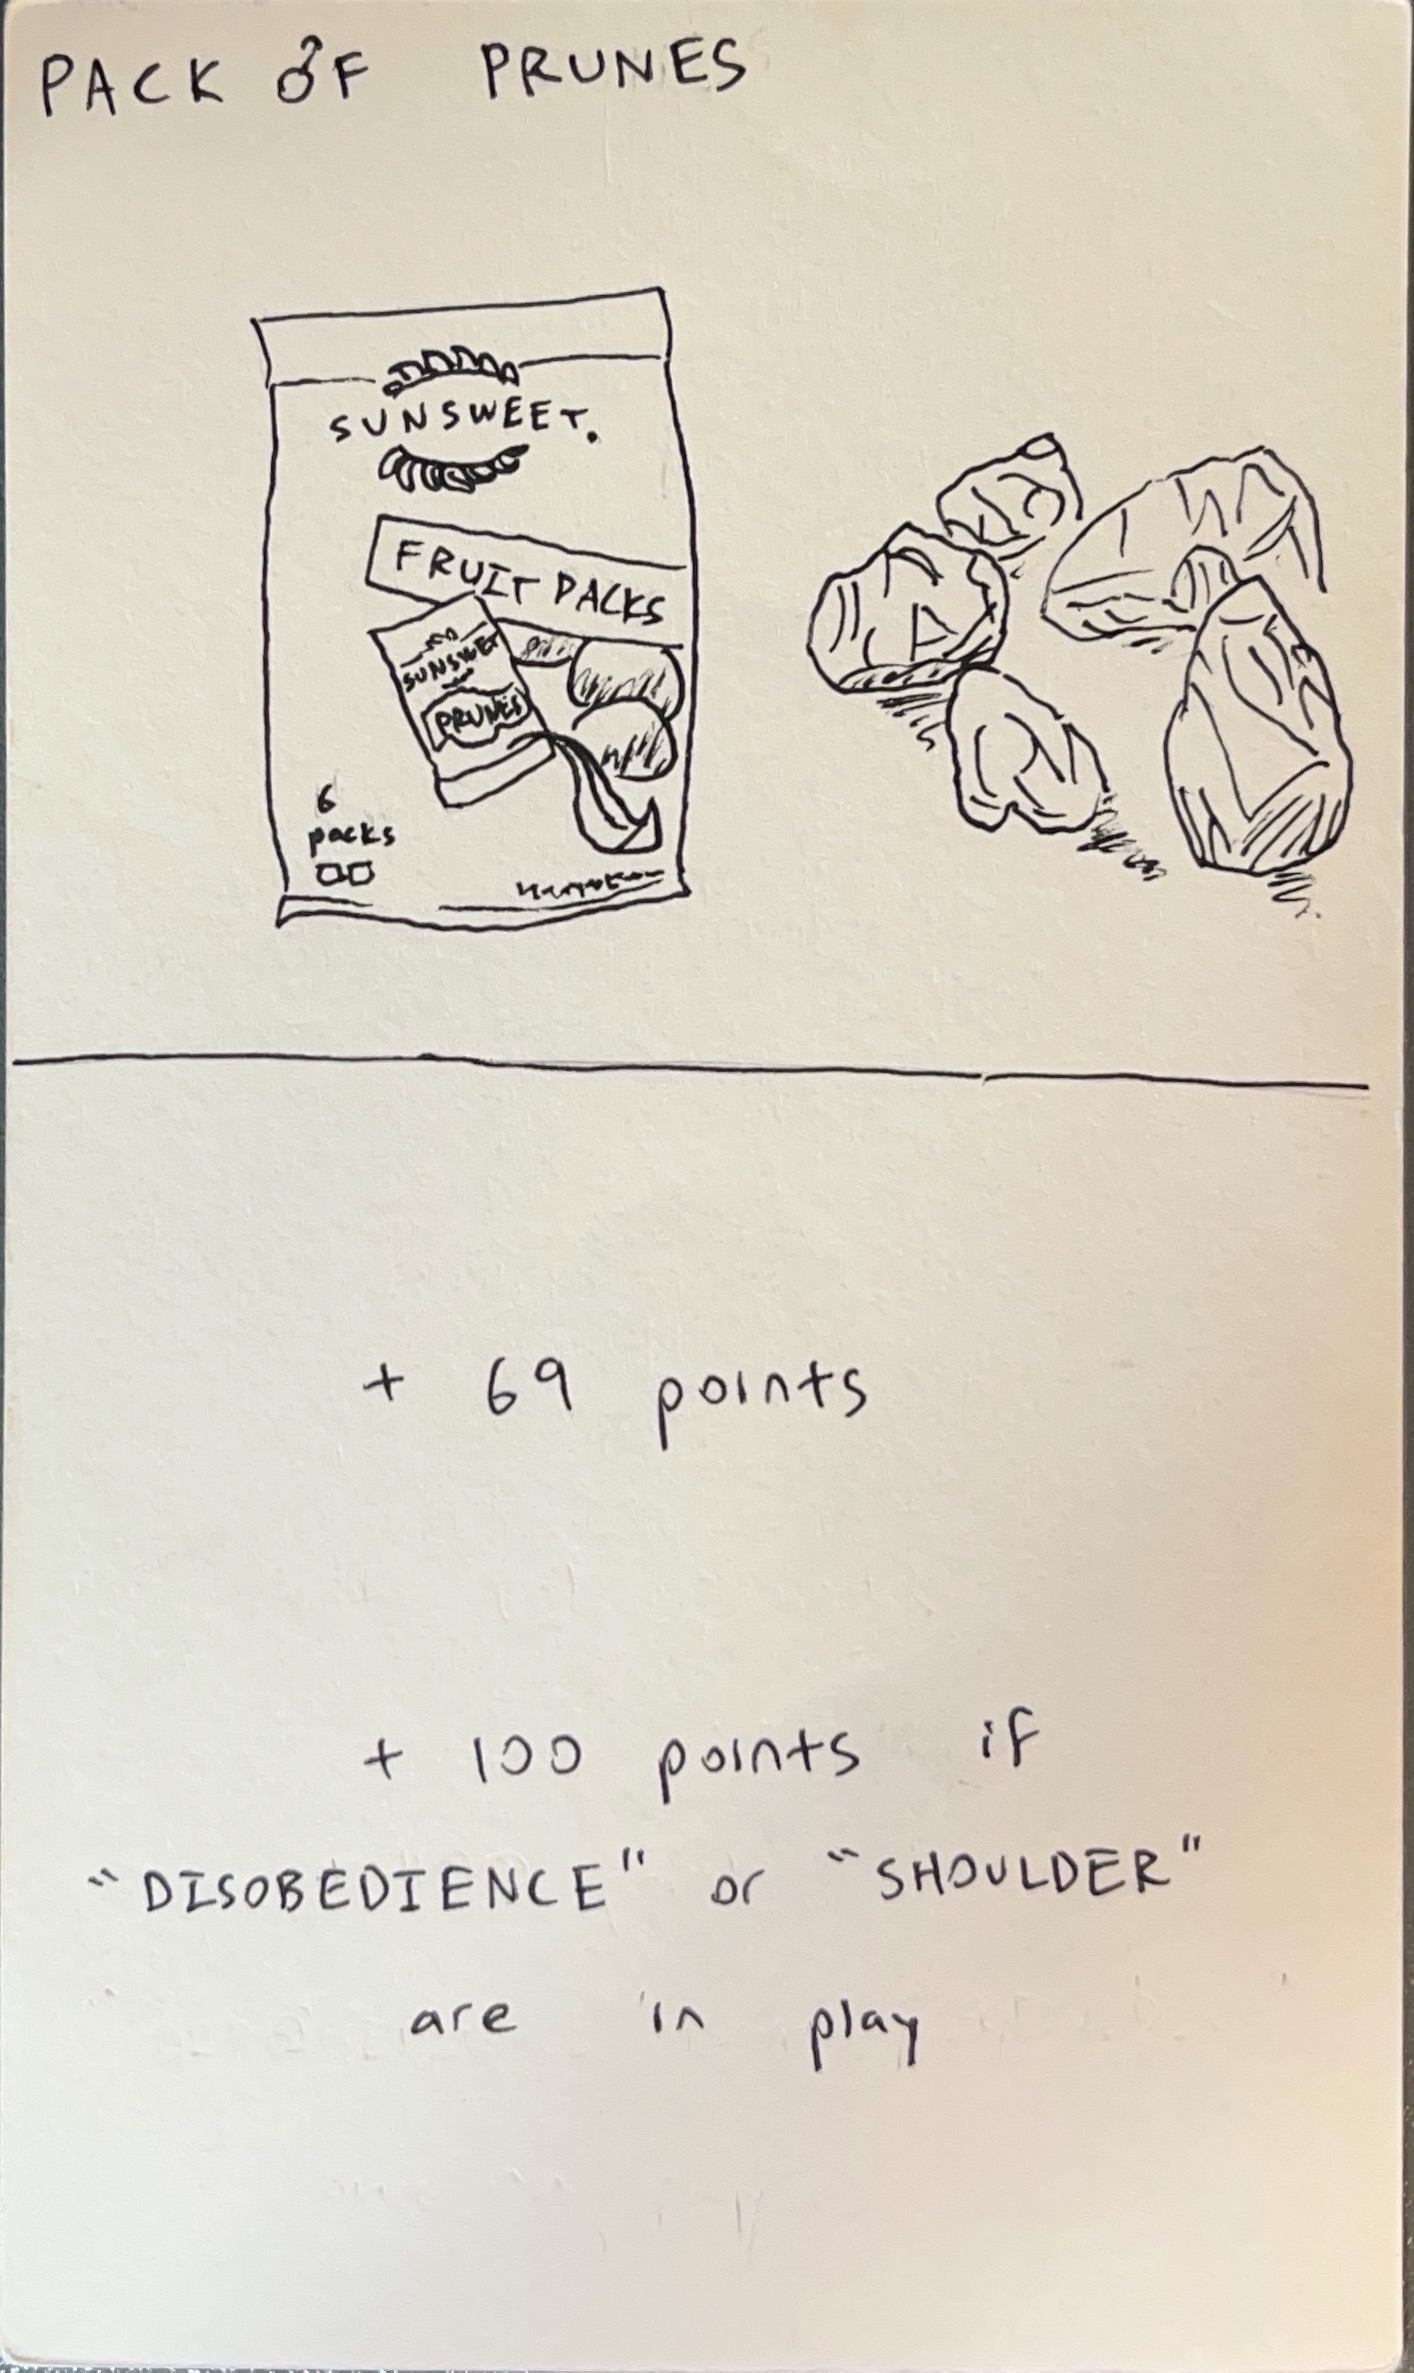 PACK OF PRUNES
SUNSWEET.
FRUIT PACKS
SUNSWEET
PRUNES
6
packs
+ 69 points
+ 100 points if
"DISOBEDIENCE" or "SHOULDER"
are in play